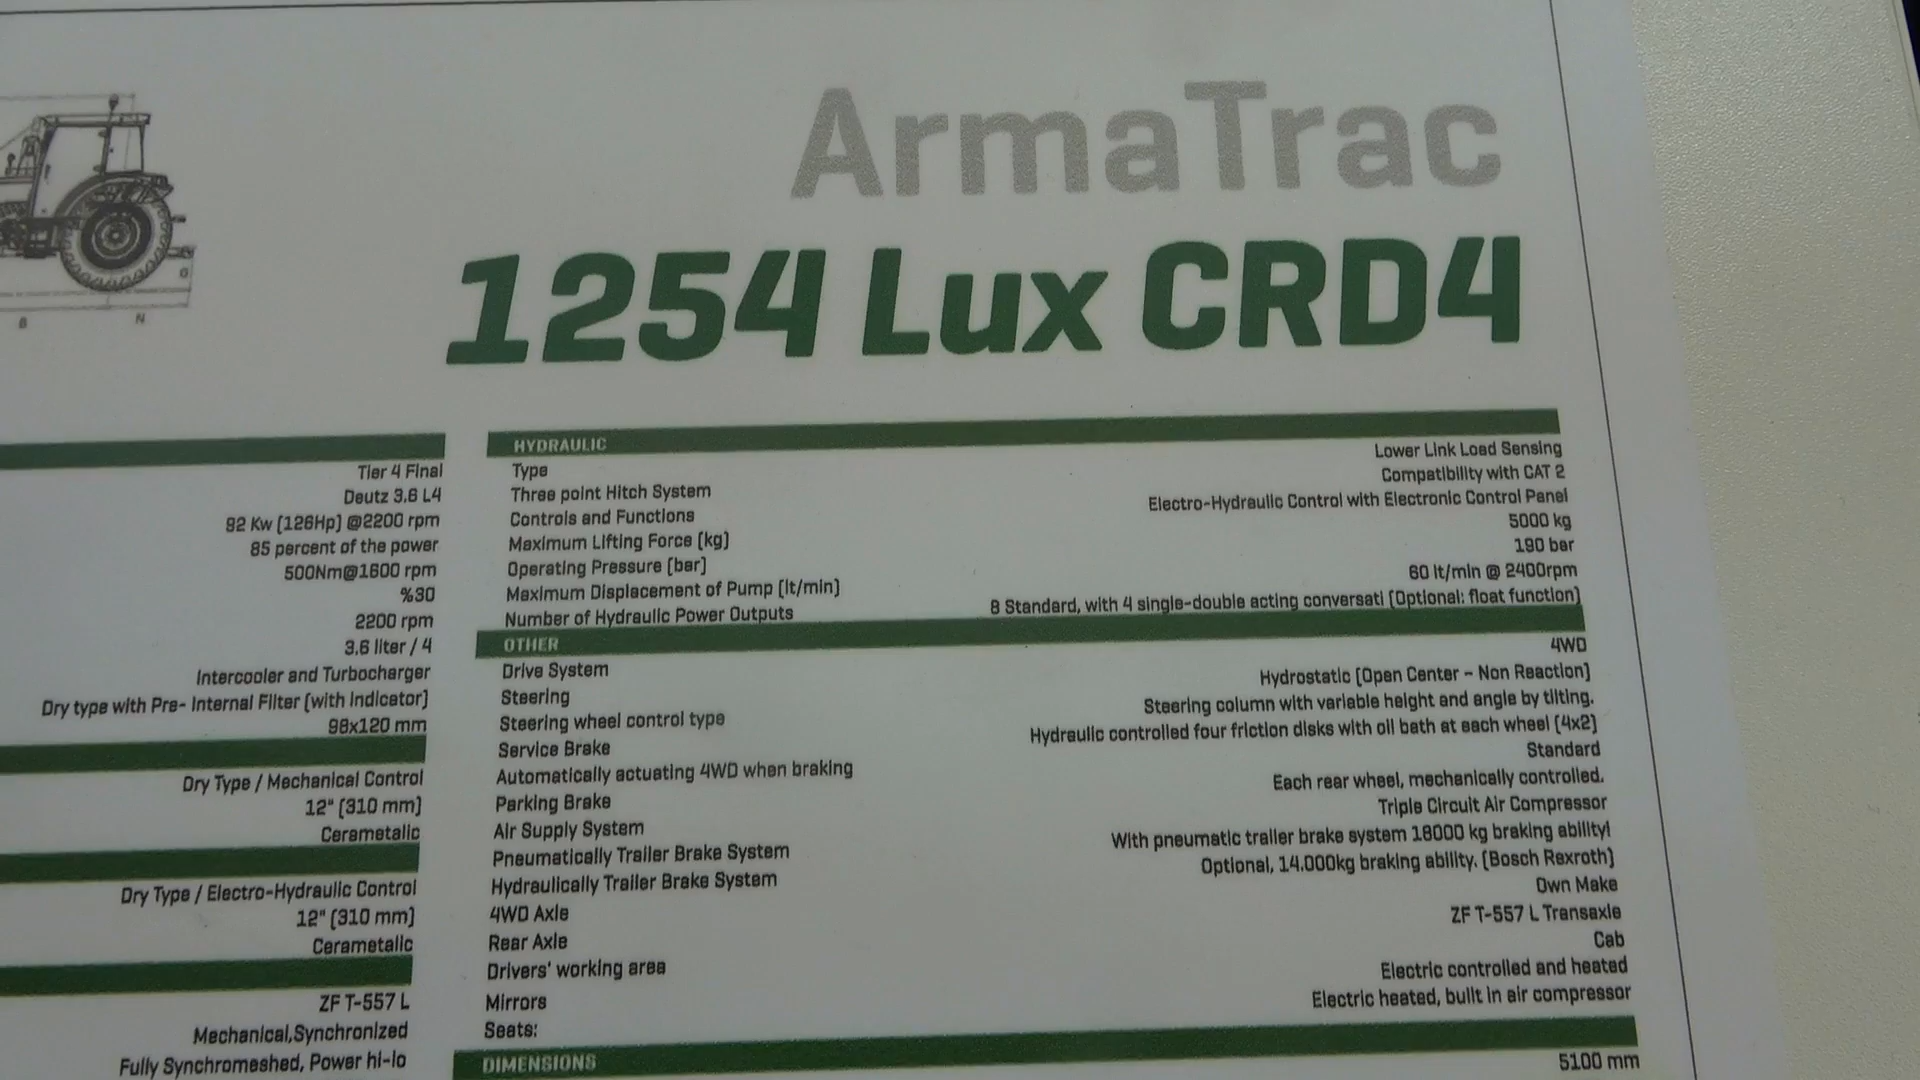 ArmaTrac
1254 Lux CRD4
Tier 4 Final
Deutz 3.6 L4
92 Kw (126Hp) @2200 rpm
85 percent of the power
500Nm@1600 rpm
%30
2200 rpm
3.6 liter / 4
Intercooler and Turbocharger
Dry type with Pre- Internal Filter (with Indicator)
98x120 mm
Dry Type / Mechanical Control
12" (310 mm)
Cerametalic
Dry Type / Electro-Hydraulic Control
12" (310 mm)
Cerametalic
ZF T-557 L
Mechanical,Synchronized
Fully Synchromeshed, Power hi-lo
HYDRAULIC
Type Lower Link Load Sensing
Three point Hitch System Compatibility with CAT 2
Controls and Functions Electro-Hydraulic Control with Electronic Control Panel
Maximum Lifting Force (kg) 5000 kg
Operating Pressure (bar) 190 bar
Maximum Displacement of Pump (lt/min) 60 lt/min @ 2400rpm
Number of Hydraulic Power Outputs 8 Standard, with 4 single-double acting conversati (Optional: float function)
OTHER
Drive System 4WD
Steering Hydrostatic (Open Center - Non Reaction)
Steering wheel control type Steering column with variable height and angle by tilting.
Service Brake Hydraulic controlled four friction disks with oil bath at each wheel (4x2)
Automatically actuating 4WD when braking Standard
Parking Brake Each rear wheel, mechanically controlled.
Air Supply System Triple Circuit Air Compressor
Pneumatically Trailer Brake System With pneumatic trailer brake system 18000 kg braking ability!
Hydraulically Trailer Brake System Optional, 14.000kg braking ability. (Bosch Rexroth)
4WD Axle Own Make
Rear Axle ZF T-557 L Transaxle
Drivers' working area Cab
Mirrors Electric controlled and heated
Seats: Electric heated, built in air compressor
DIMENSIONS
5100 mm
B N
G